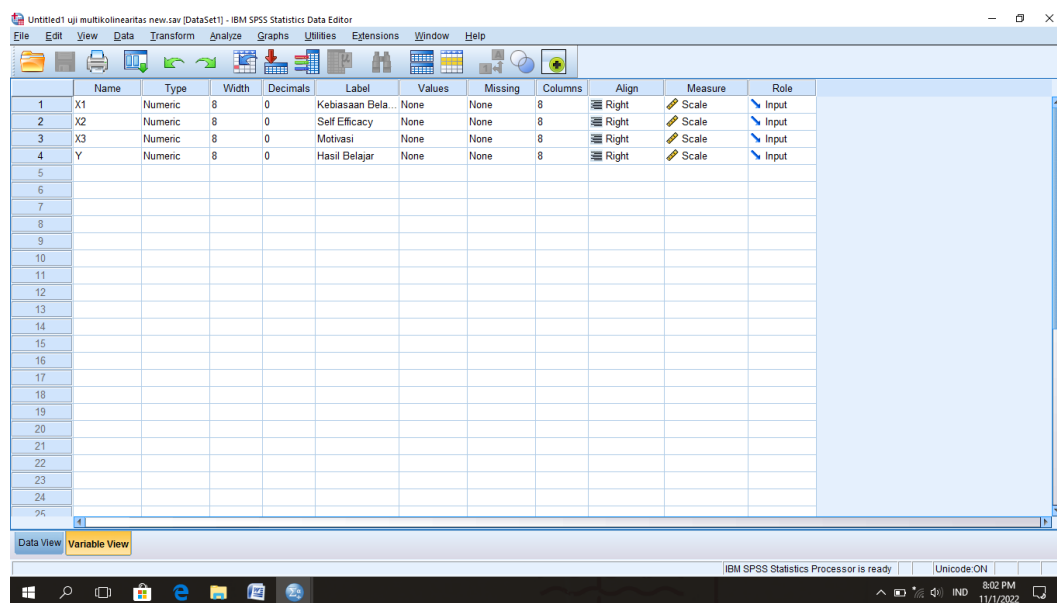 Untitled1 uji multikolinearitas new.sav [DataSet1] - IBM SPSS Statistics Data Editor
File Edit View Data Transform Analyze Graphs Utilities Extensions Window Help
Name Type Width Decimals Label Values Missing Columns Align Measure Role
1 X1 Numeric 8 0 Kebiasaan Bela... None None 8 Right Scale Input
2 X2 Numeric 8 0 Self Efficacy None None 8 Right Scale Input
3 X3 Numeric 8 0 Motivasi None None 8 Right Scale Input
4 Y Numeric 8 0 Hasil Belajar None None 8 Right Scale Input
5
6
7
8
9
10
11
12
13
14
15
16
17
18
19
20
21
22
23
24
25
Data View Variable View
IBM SPSS Statistics Processor is ready Unicode:ON
IND 8:02 PM
11/1/2022